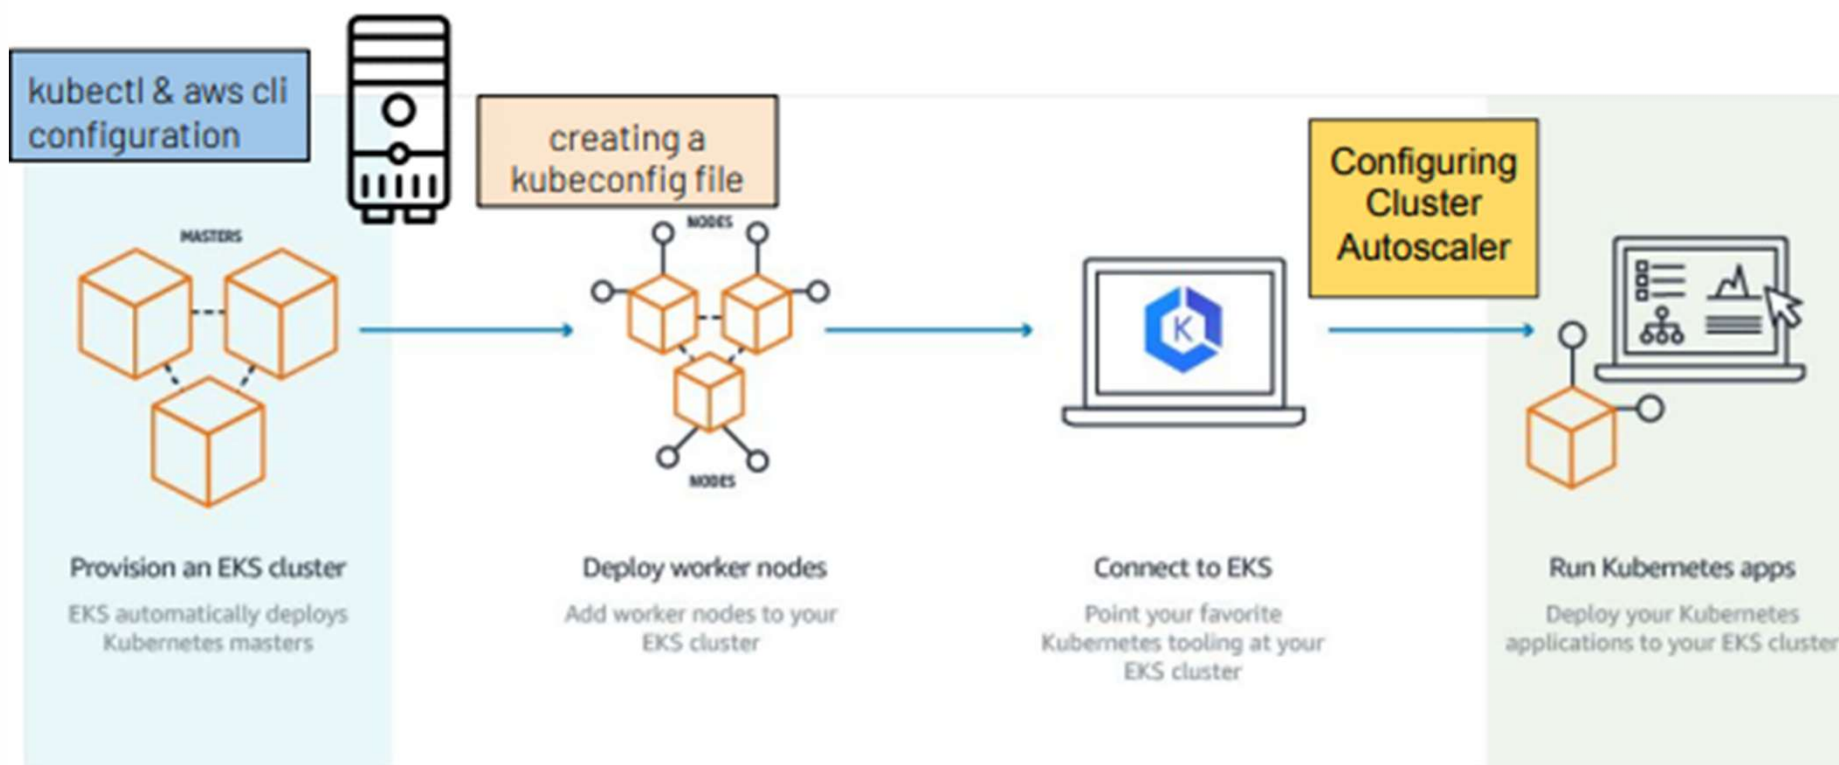 kubectl & aws cli
configuration
creating a
kubeconfig file
Configuring
Cluster
Autoscaler
MASTERS
NODES
K
NODES
Provision an EKS cluster
EKS automatically deploys
Kubernetes masters
Deploy worker nodes
Add worker nodes to your
EKS cluster
Connect to EKS
Point your favorite
Kubernetes tooling at your
EKS cluster
Run Kubernetes apps
Deploy your Kubernetes
applications to your EKS cluster